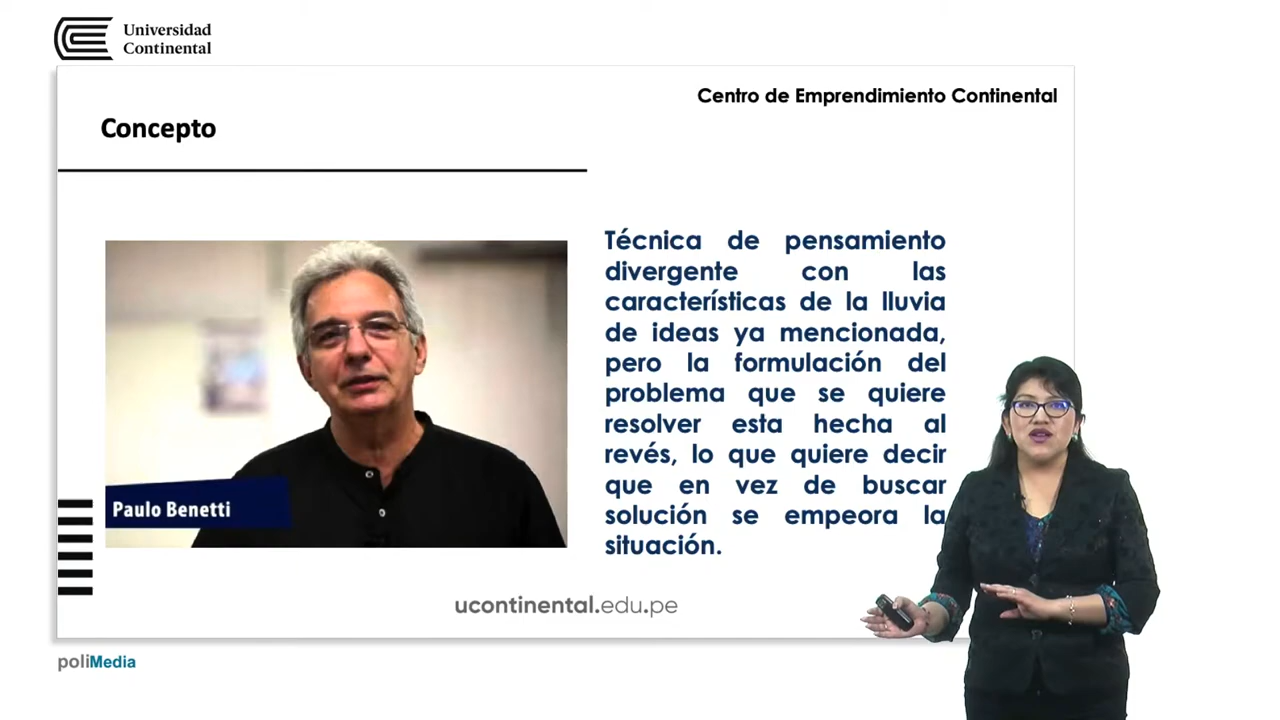 Universidad
Continental
Centro de Emprendimiento Continental
Concepto
Técnica de pensamiento
divergente con las
características de la lluvia
de ideas ya mencionada,
pero la formulación del
problema que se quiere
resolver esta hecha al
revés, lo que quiere decir
que en vez de buscar
solución se empeora la
situación.
Paulo Benetti
ucontinental.edu.pe
poliMedia